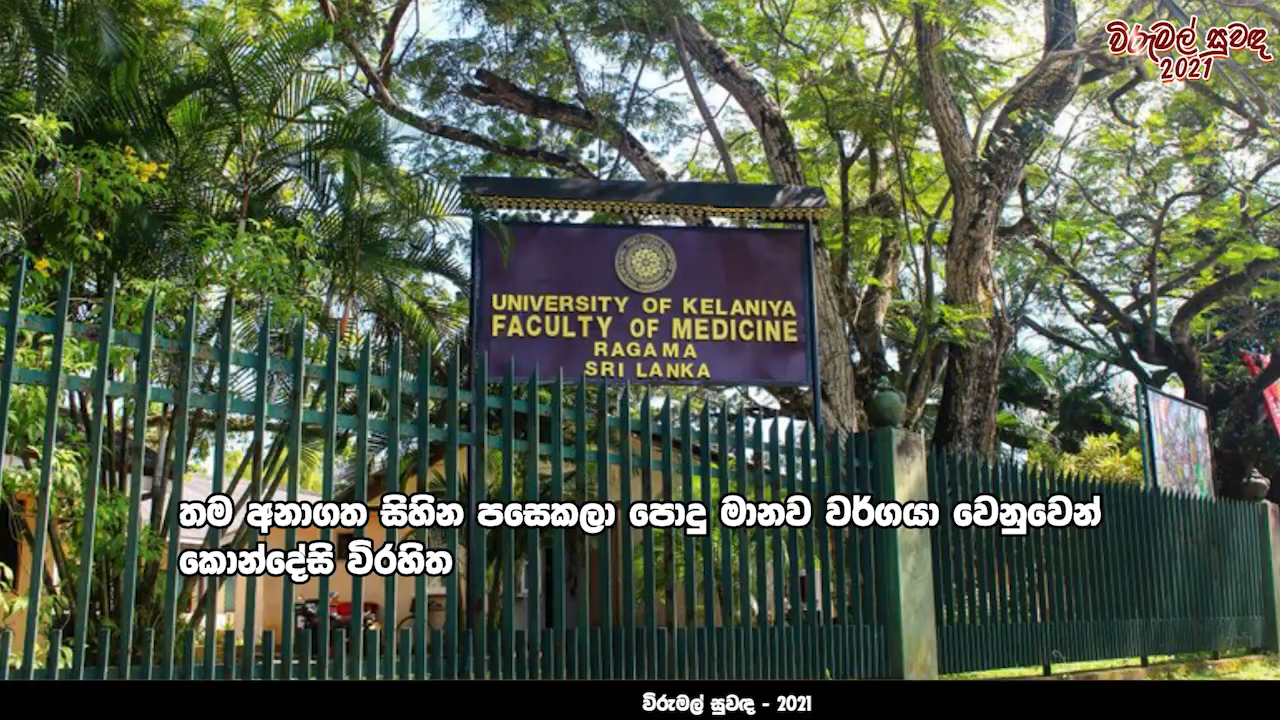 විරුමල් සුවඳ
2021
UNIVERSITY OF KELANIYA
FACULTY OF MEDICINE
RAGAMA
SRI LANKA
තම අනාගත සිහින පසෙකලා පොදු මානව වර්ගයා වෙනුවෙන්
කොන්දේසි විරහිත
විරුමල් සුවඳ - 2021